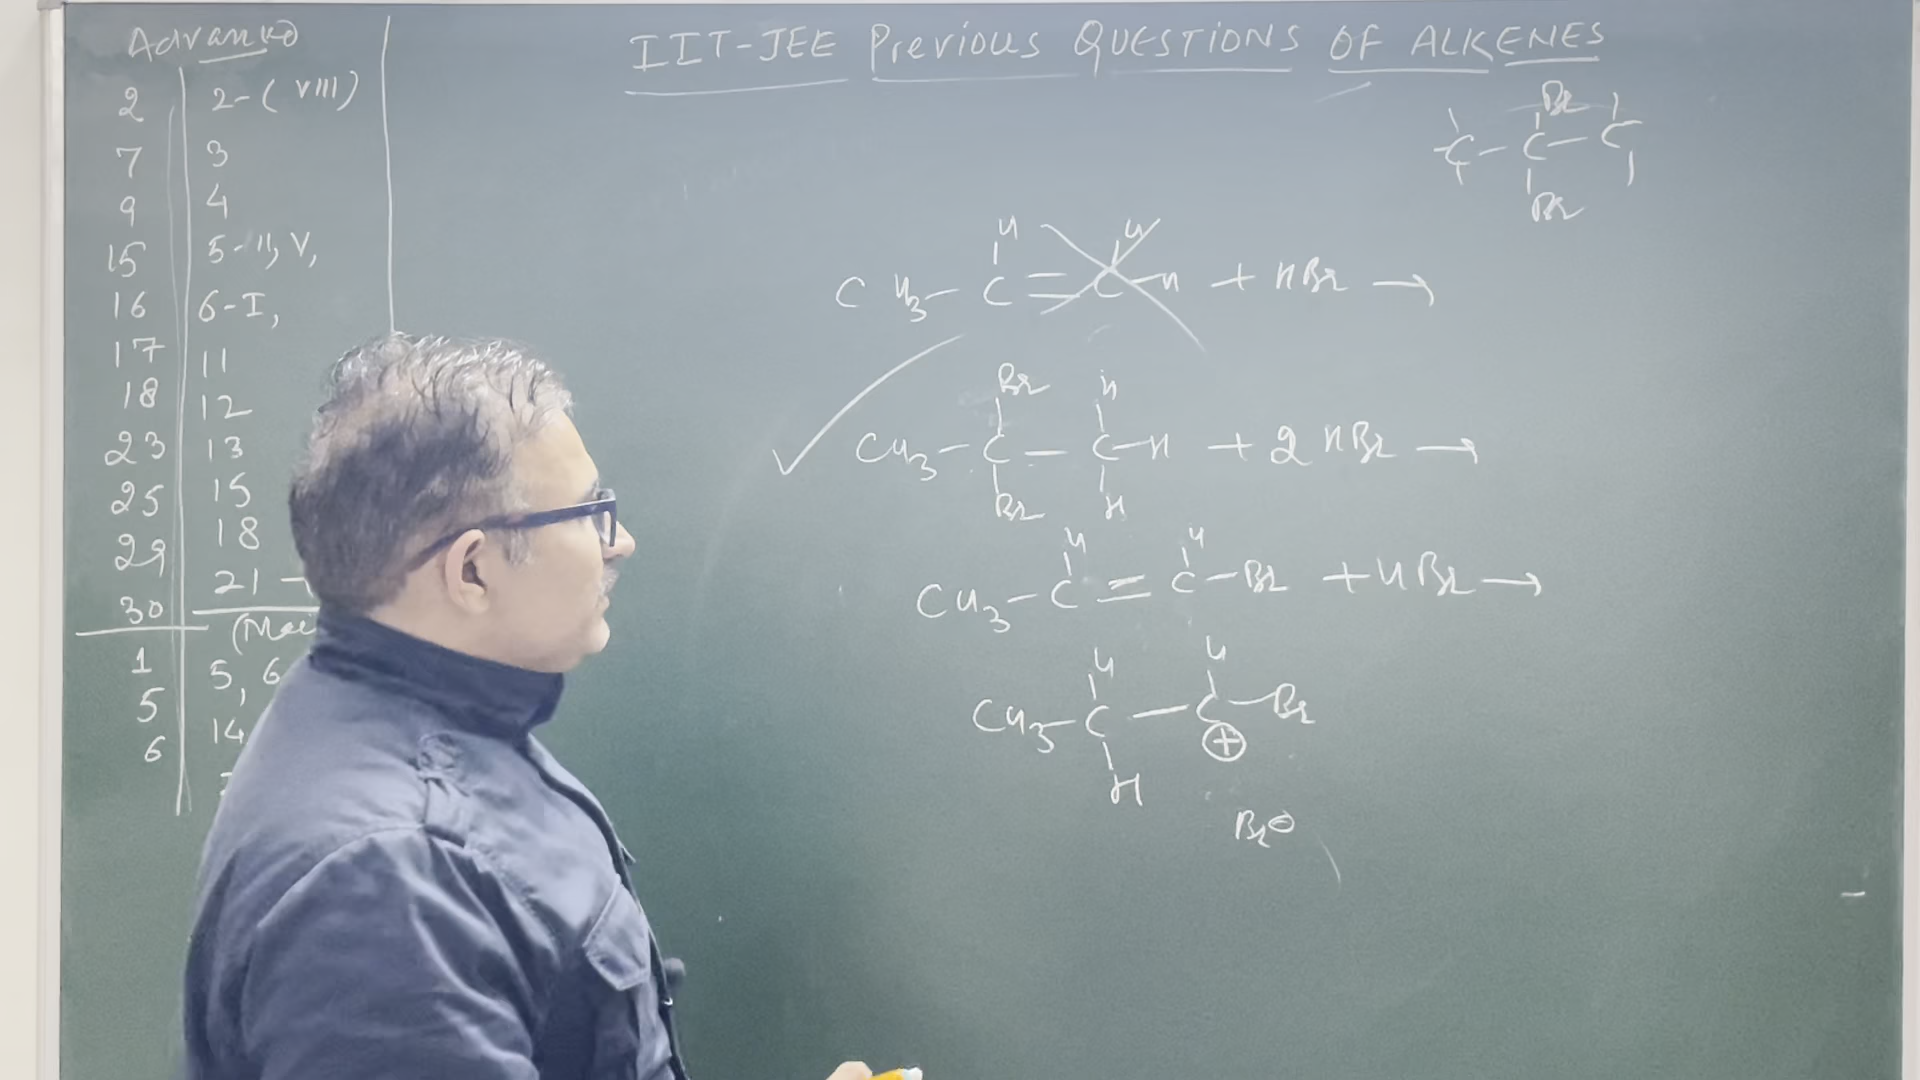 IIT-JEE Previous QUESTIONS OF ALKENES
Advanced
2 2-(VIII)
7 3
9 4
15 5-II, V,
16 6-I,
17 11
18 12
23 13
25 15
29 18
30 21
1 5, 6
5 14
6
Br
C - C - C
Br
H H
CH3 - C = C - H + HBr →
Br H
CH3 - C - C - H + 2 HBr →
Br H
H H
CH3 - C = C - Br + HBr →
H H
CH3 - C - C - Br
⊕
H
Br⊖